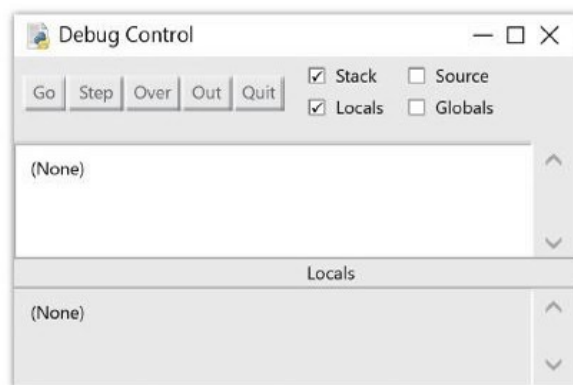 Debug Control
Go Step Over Out Quit
Stack Source
Locals Globals
(None)
Locals
(None)